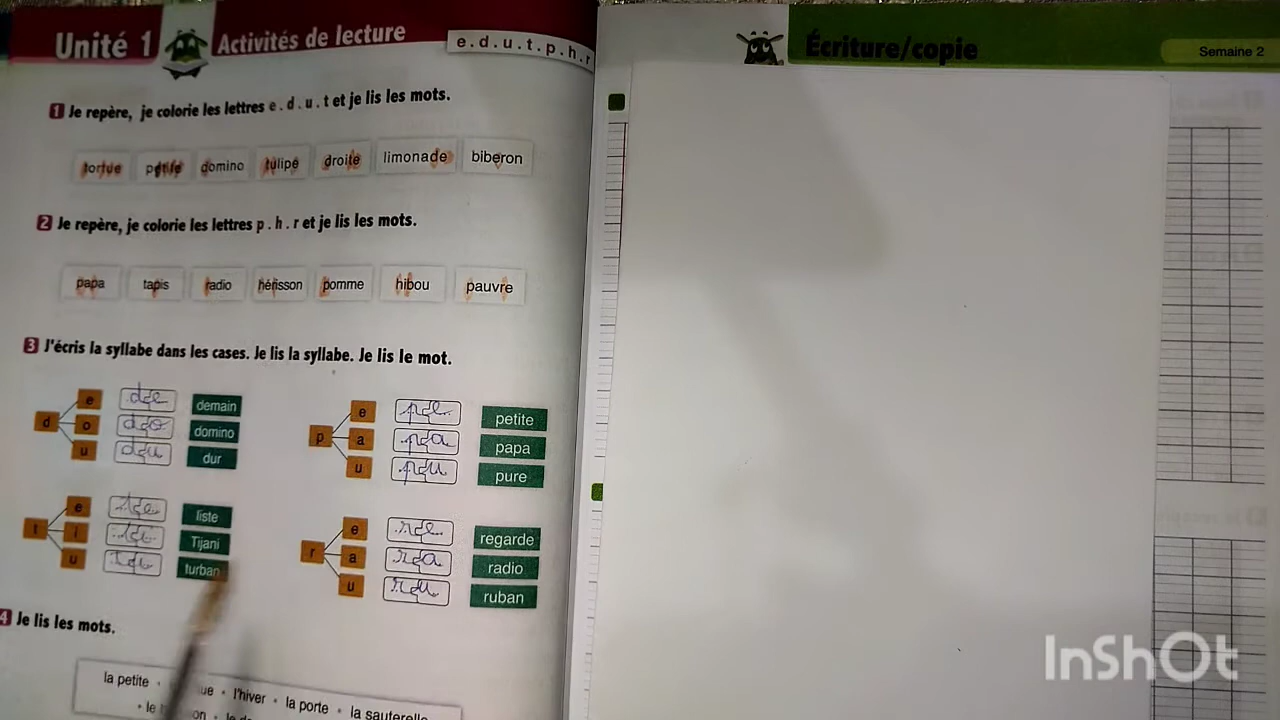 Unité 1 Activités de lecture e.d.u.t.p.h.r
1 Je repère, je colorie les lettres e.d.u.t et je lis les mots.
tortue petite domino tulipe droite limonade biberon
2 Je repère, je colorie les lettres p.h.r et je lis les mots.
papa tapis radio hérisson pomme hibou pauvre
3 J'écris la syllabe dans les cases. Je lis la syllabe. Je lis le mot.
e de demain
d o do domino
u du dur
e pe petite
p a pa papa
u pu pure
e te liste
t i Tijani
u tu turban
e re regarde
r a ra radio
u ru ruban
4 Je lis les mots.
la petite • ue • l'hiver • la porte • la sauterelle
• le on
Écriture/copie
Semaine 2
InShOt